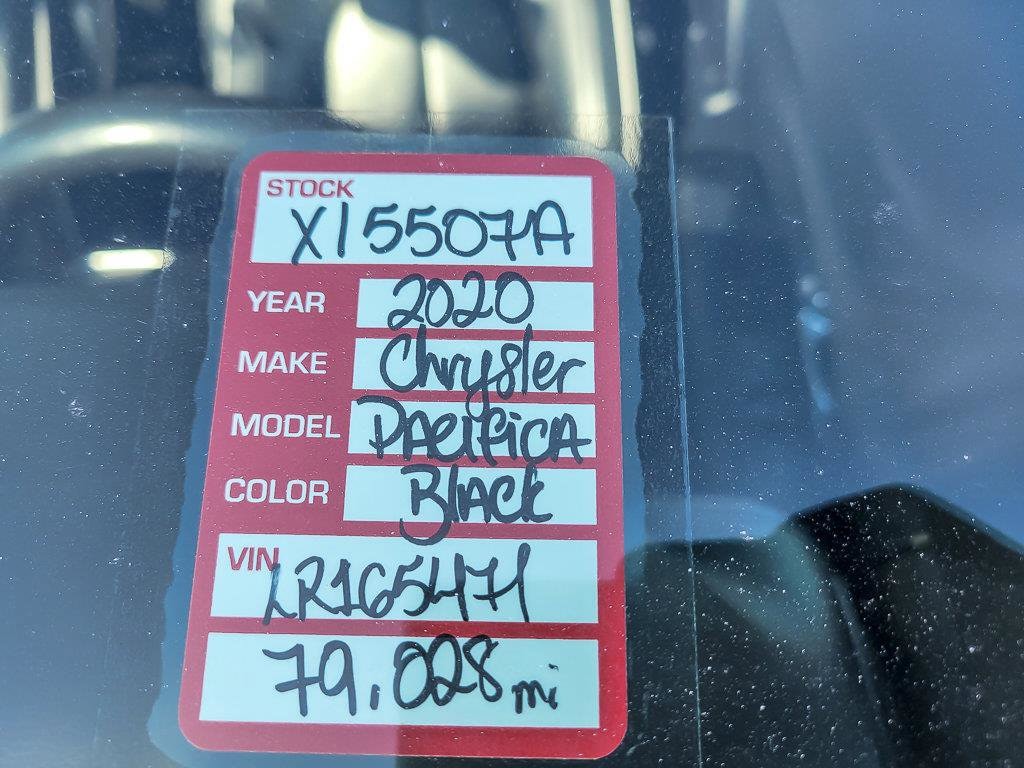 STOCK
X15507A
YEAR 2020
MAKE Chrysler
MODEL PACIFICA
COLOR BlACK
VIN
LR165471
79.028 mi